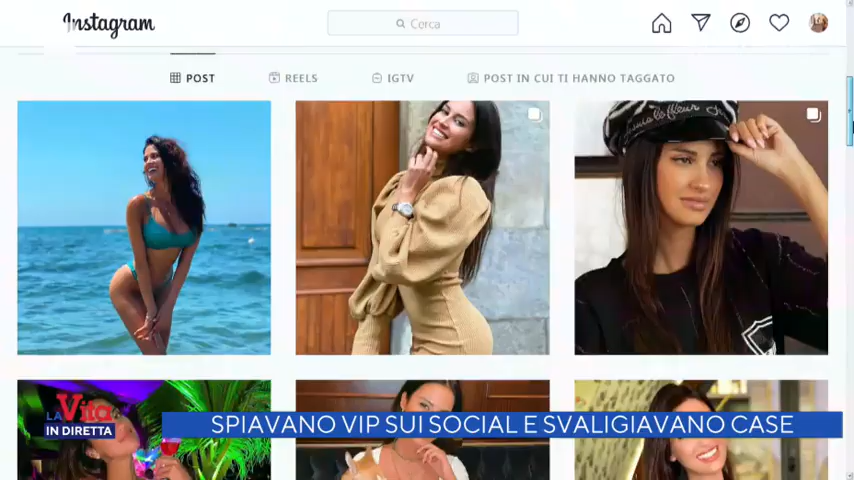 Instagram
Cerca
POST
REELS
IGTV
POST IN CUI TI HANNO TAGGATO
LA Vita
IN DIRETTA
SPIAVANO VIP SUI SOCIAL E SVALIGIAVANO CASE